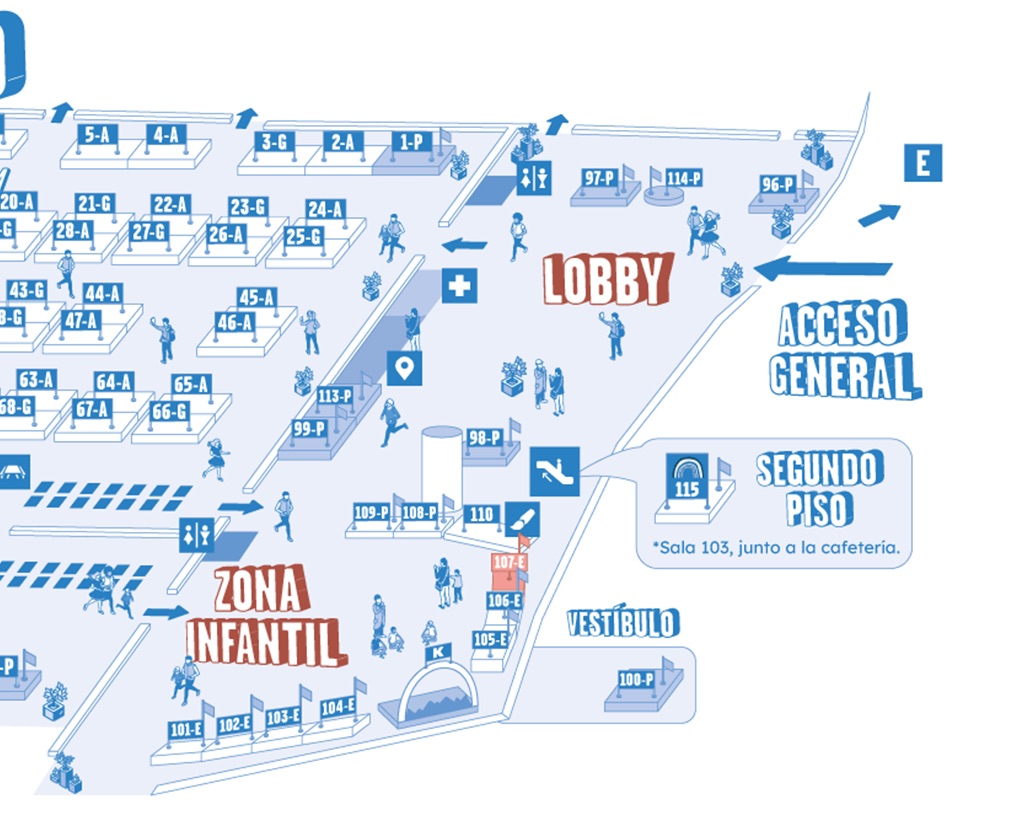 5-A 4-A 3-G 2-A 1-P
97-P 114-P 96-P
E
20-A 21-G 22-A 23-G 24-A
-G 28-A 27-G 26-A 25-G
LOBBY
ACCESO
GENERAL
43-G 44-A 45-A
8-G 47-A 46-A
63-A 64-A 65-A
68-G 67-A 66-G
113-P
99-P
98-P
115
SEGUNDO
PISO
*Sala 103, junto a la cafetería.
109-P 108-P 110
107-E
106-E
105-E
ZONA
INFANTIL
VESTÍBULO
K
-P
100-P
101-E 102-E 103-E 104-E